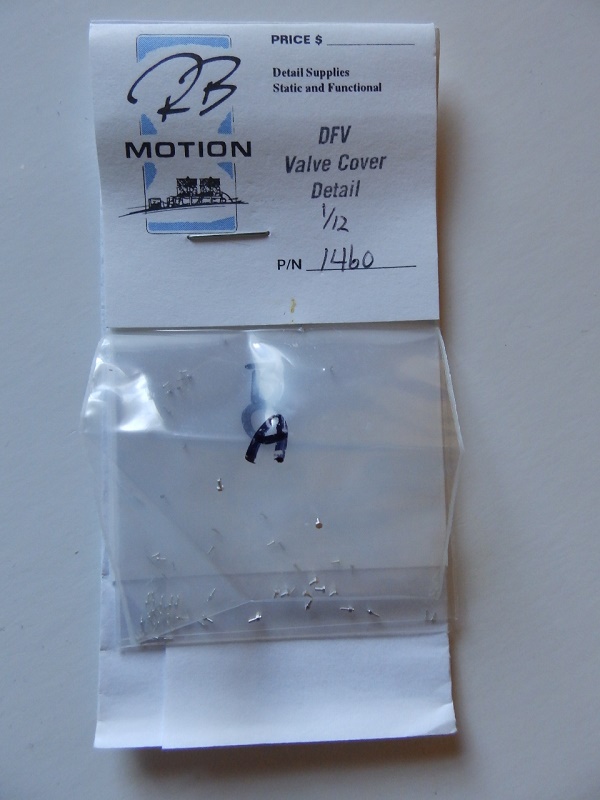 RB
MOTION
PRICE $
Detail Supplies
Static and Functional
DFV
Valve Cover
Detail
1/12
P/N 1460
A